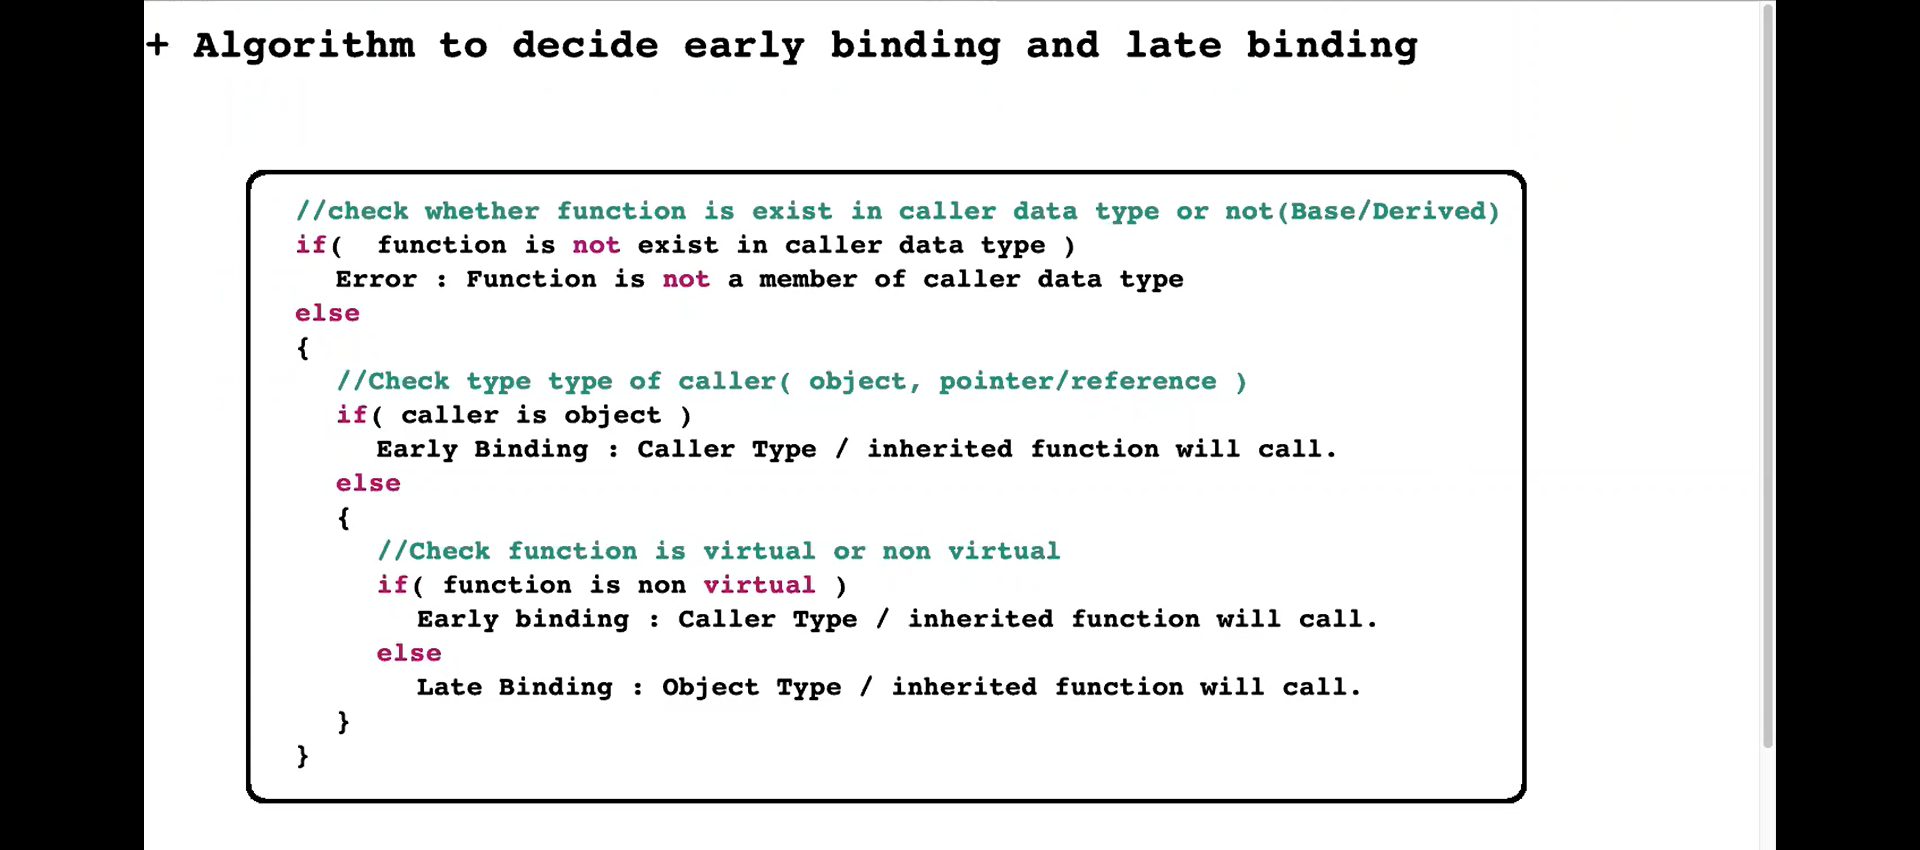 + Algorithm to decide early binding and late binding
//check whether function is exist in caller data type or not(Base/Derived)
if(  function is not exist in caller data type )
Error : Function is not a member of caller data type
else
{
//Check type type of caller( object, pointer/reference )
if( caller is object )
Early Binding : Caller Type / inherited function will call.
else
{
//Check function is virtual or non virtual
if( function is non virtual )
Early binding : Caller Type / inherited function will call.
else
Late Binding : Object Type / inherited function will call.
}
}